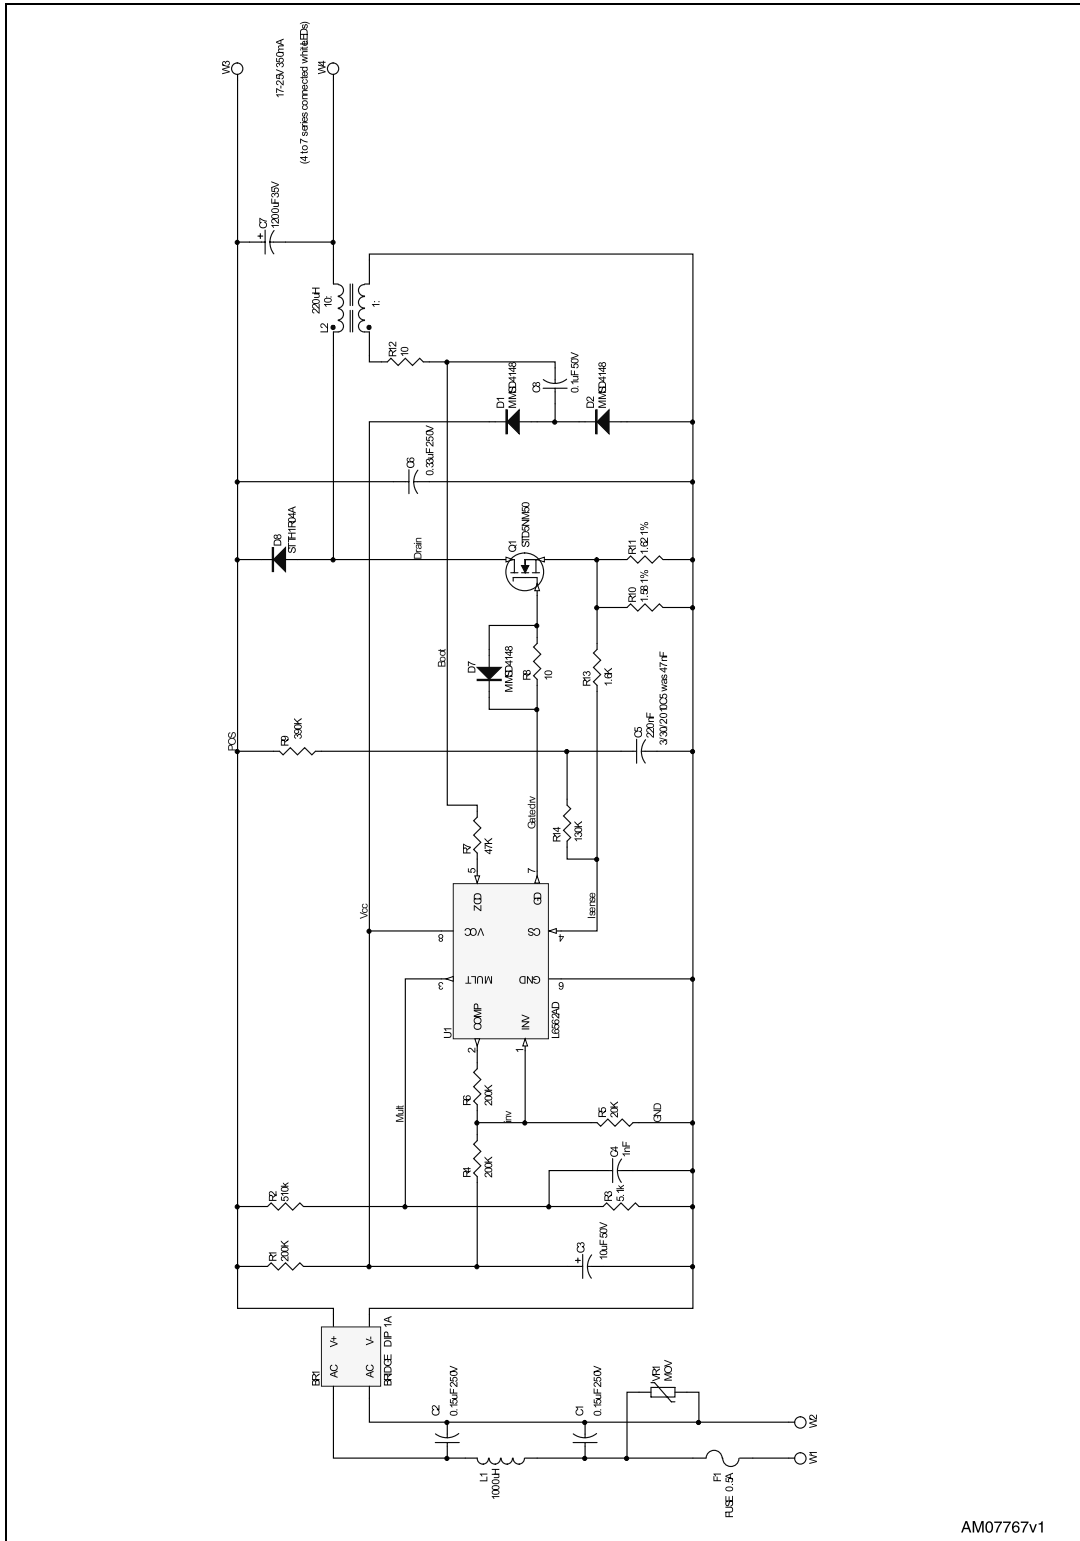 W3
17-25V 350mA
W4
(4 to 7 series connected white LEDs)
C7
1200uF 35V
+
220uH
10:
L2
1:
R12
10
D1
MMSD4148
C8
0.1uF 50V
D2
MMSD4148
C6
0.33uF 250V
D8
STTH1R04A
Drain
Q1
STD5NM50
R11
1.62 1%
R10
1.58 1%
Boot
D7
MMSD4148
R8
10
R13
1.6K
POS
R9
390K
C5
220nF
3/30/2010 C5 was 47nF
R7
47K
Gatedrv
R14
130K
Vcc
Isense
5
7
ZCD
GD
8
VCC
CS
4
3
MULT
GND
6
U1
COMP
INV
L6562AD
2
1
Mult
R6
200K
inv
R5
20K
GND
R4
200K
C4
1nF
R2
510k
R3
5.1k
R1
200K
+
C3
10uF 50V
BR1
AC
V+
AC
V-
BRIDGE DIP 1A
C2
0.15uF 250V
C1
0.15uF 250V
VR1
MOV
L1
1000uH
W2
W1
F1
FUSE 0.5A
AM07767v1